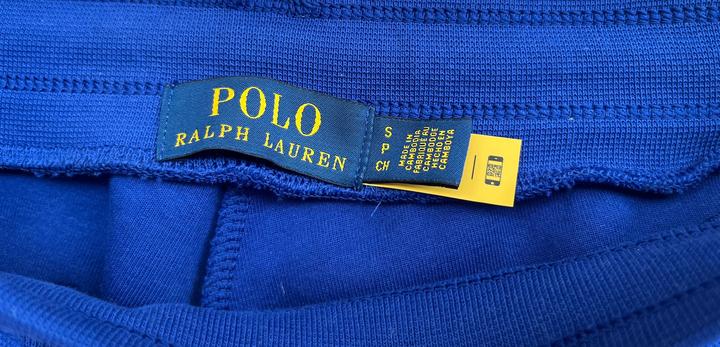 POLO
RALPH LAUREN
S
P
CH
MADE IN
CAMBODIA
FABRIQUÉ AU
CAMBODGE
HECHO EN
CAMBOYA